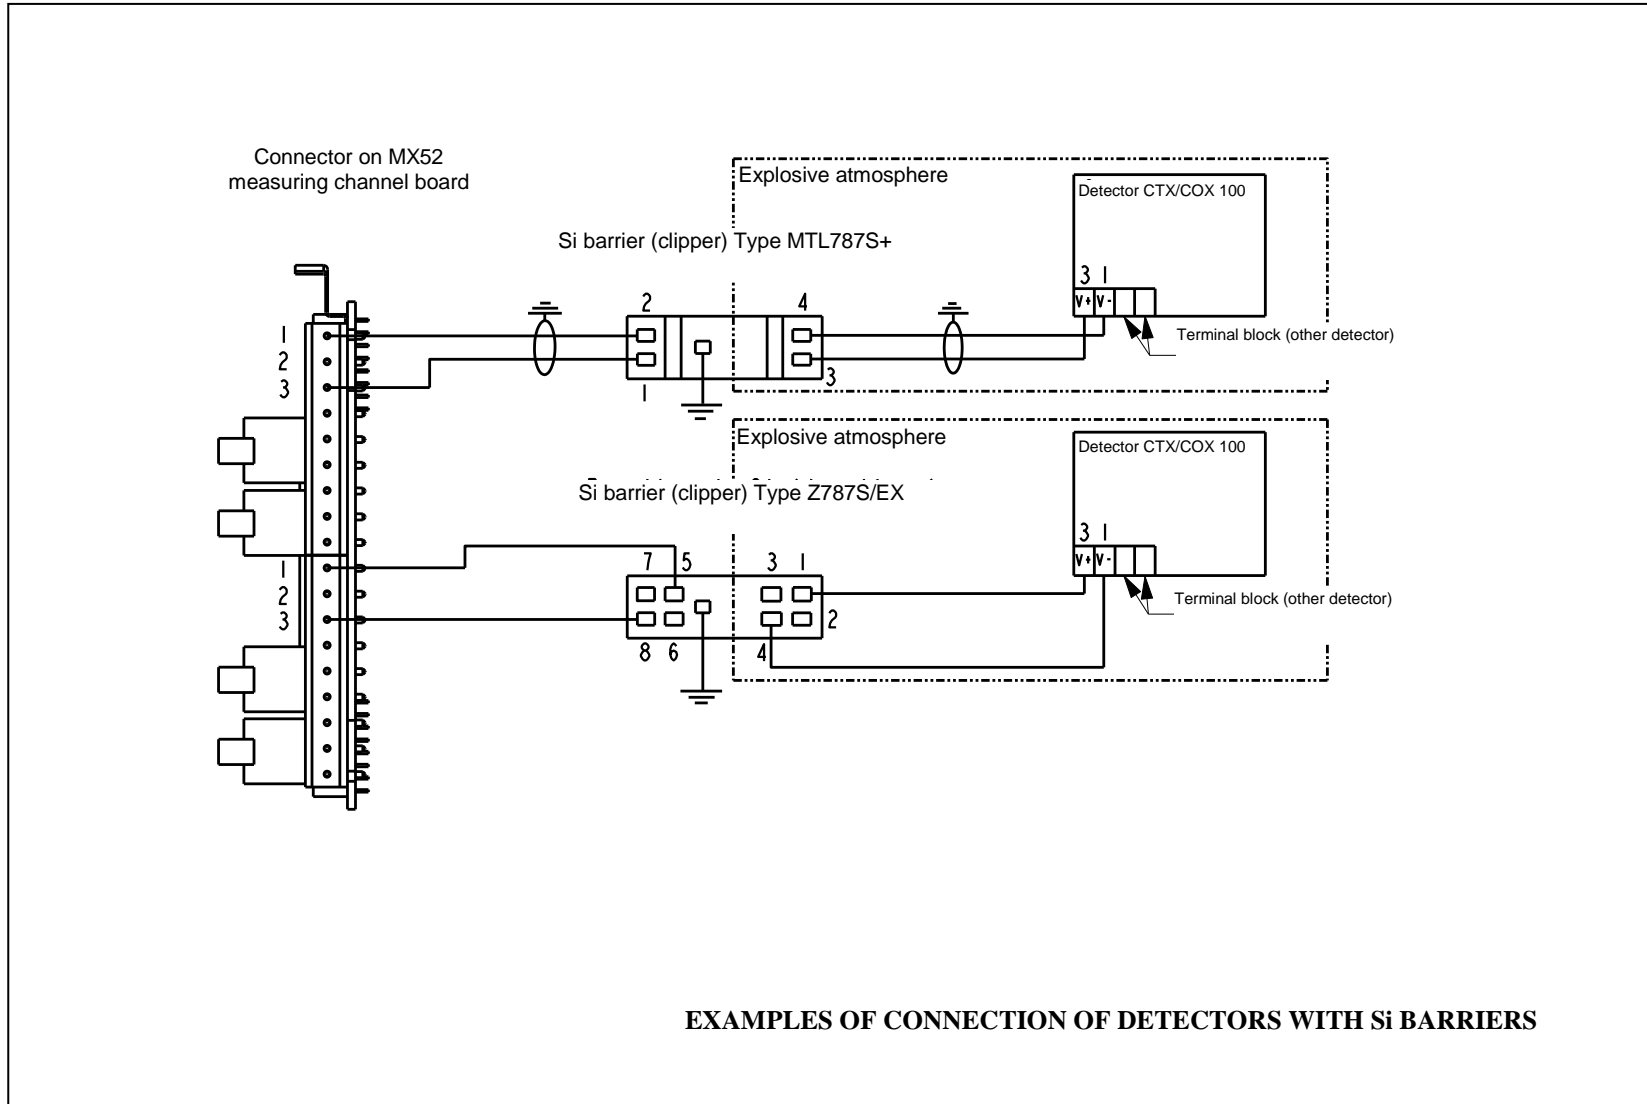 Connector on MX52
measuring channel board
Explosive atmosphere
Detector CTX/COX 100
Si barrier (clipper) Type MTL787S+
3 1
V+ V-
2 4
1
2
3
Terminal block (other detector)
1 3
Explosive atmosphere
Detector CTX/COX 100
Si barrier (clipper) Type Z787S/EX
3 1
V+ V-
7 5 3 1
1
2
3
Terminal block (other detector)
2
8 6 4
EXAMPLES OF CONNECTION OF DETECTORS WITH Si BARRIERS